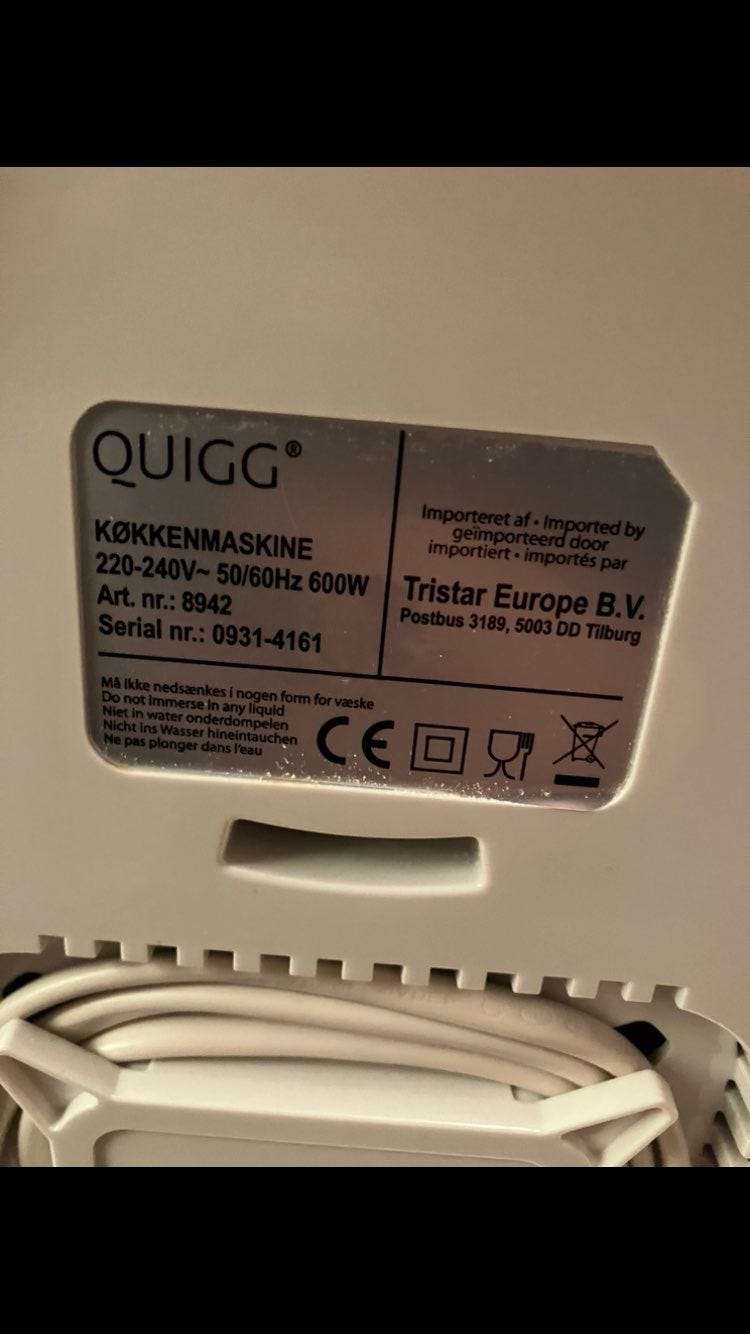 QUIGG®
KØKKENMASKINE
220-240V~ 50/60Hz 600W
Art. nr.: 8942
Serial nr.: 0931-4161
Importeret af • Imported by
geïmporteerd door
importiert • importés par
Tristar Europe B.V.
Postbus 3189, 5003 DD Tilburg
Må ikke nedsænkes i nogen form for væske
Do not immerse in any liquid
Niet in water onderdompelen
Nicht ins Wasser hineintauchen
Ne pas plonger dans l'eau
CE